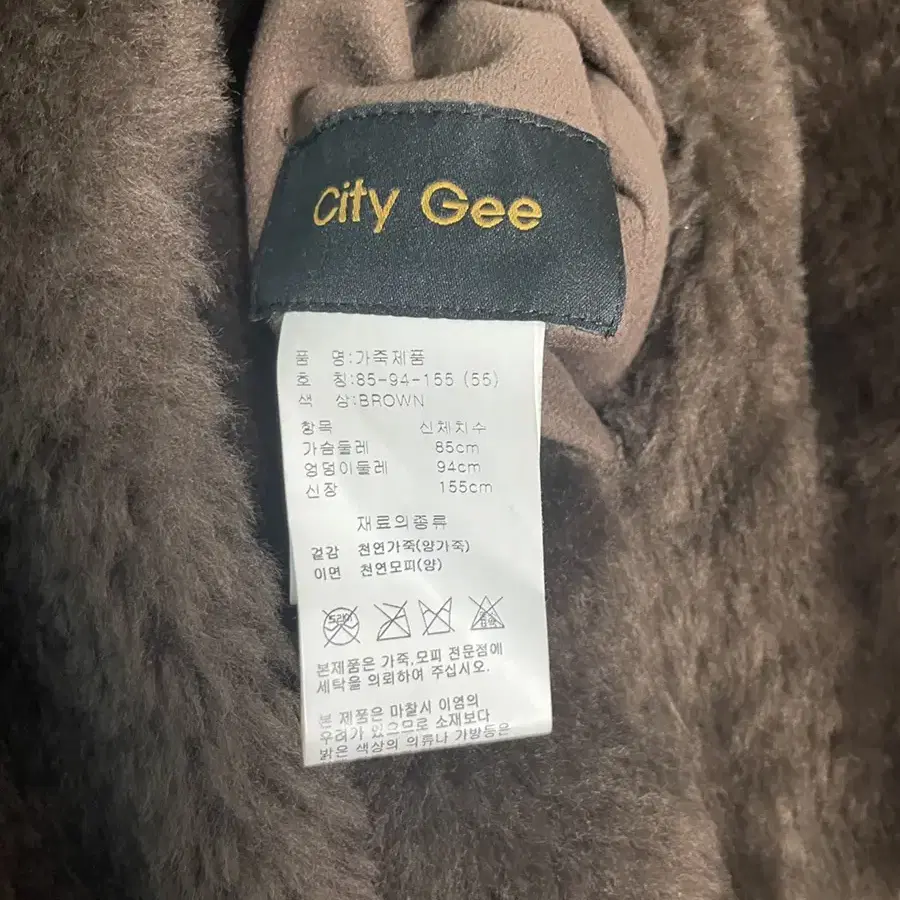 City Gee
품 명:가죽제품
호 칭:85-94-155 (55)
색 상:BROWN
항목 신체치수
가슴둘레 85cm
엉덩이둘레 94cm
신장 155cm
재료의종류
겉감 천연가죽(양가죽)
이면 천연모피(양)
드라이
본제품은 가죽,모피 전문점에
세탁을 의뢰하여 주십시오.
본 제품은 마찰시 이염의
우려가 있으므로 소재보다
밝은 색상의 의류나 가방등은